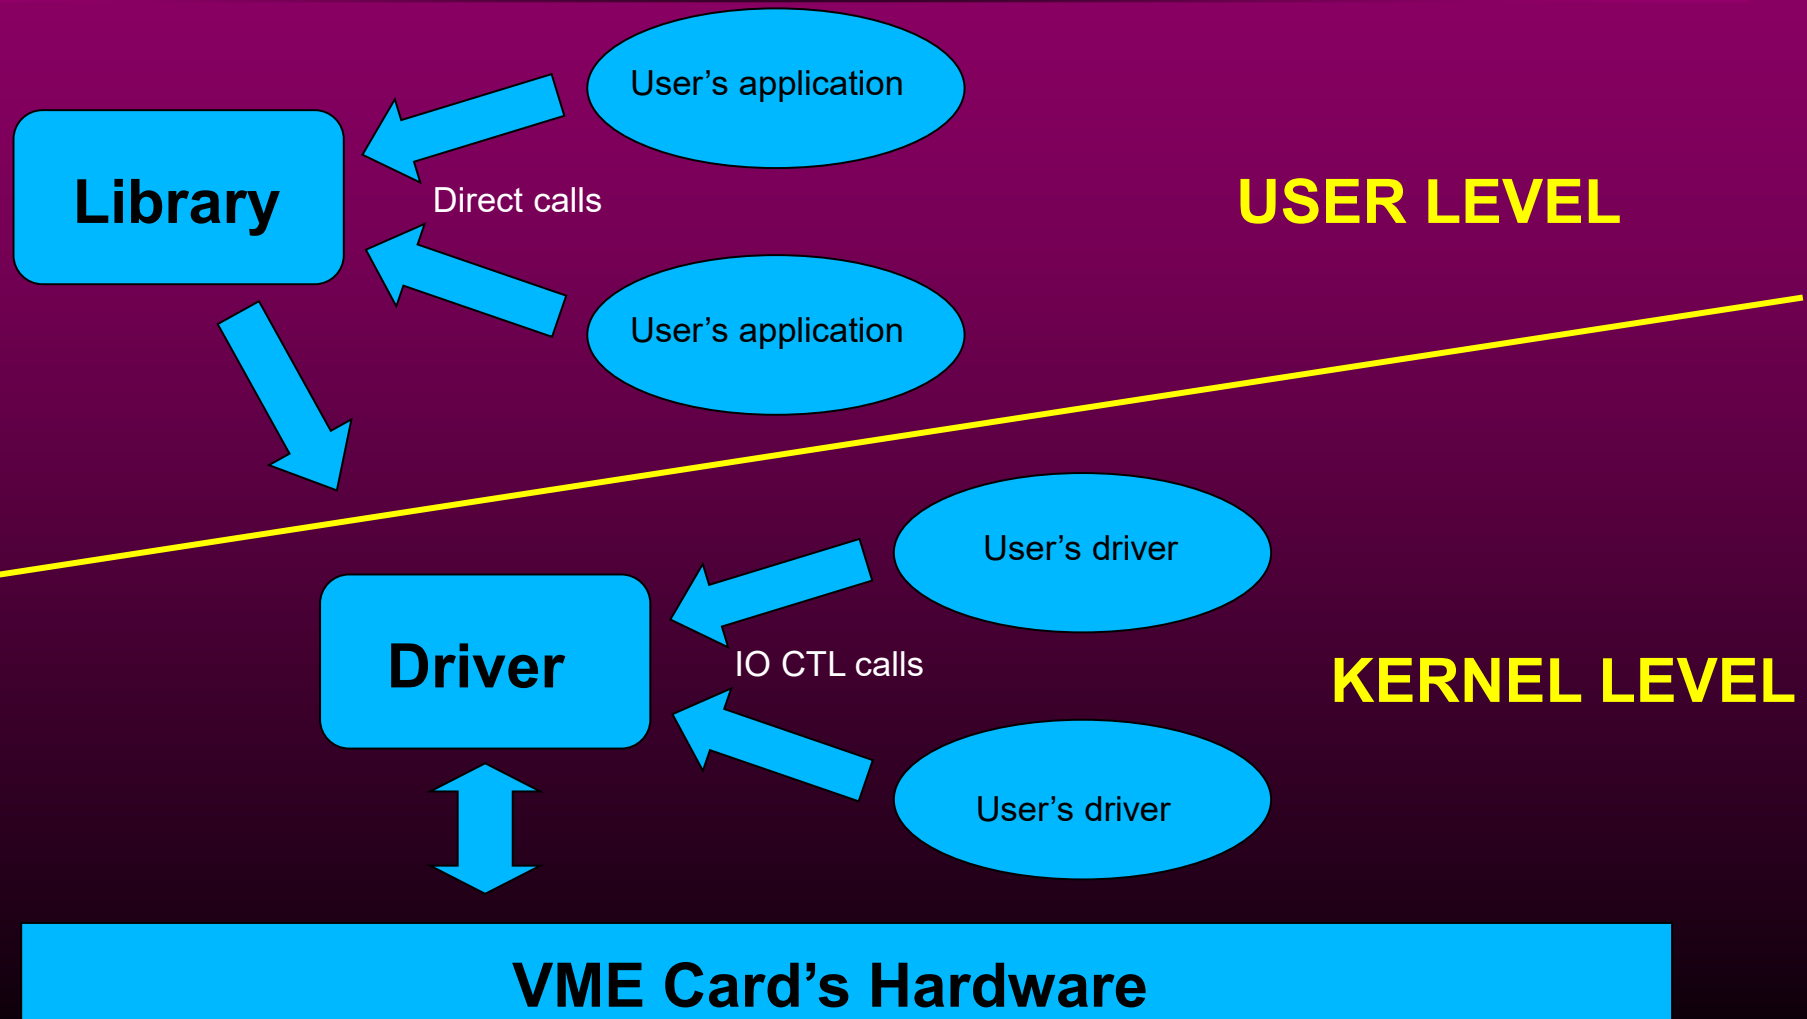 User’s application
Library
Direct calls
USER LEVEL
User’s application
User’s driver
Driver
IO CTL calls
KERNEL LEVEL
User’s driver
VME Card’s Hardware